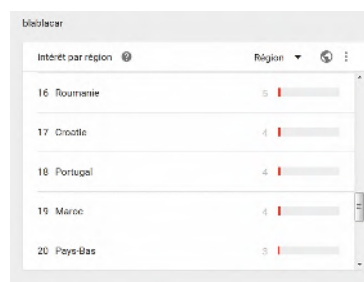 blablacar
Intérêt par région
Région
16 Roumanie 5
17 Croatie 4
18 Portugal 4
19 Maroc 4
20 Pays-Bas 3